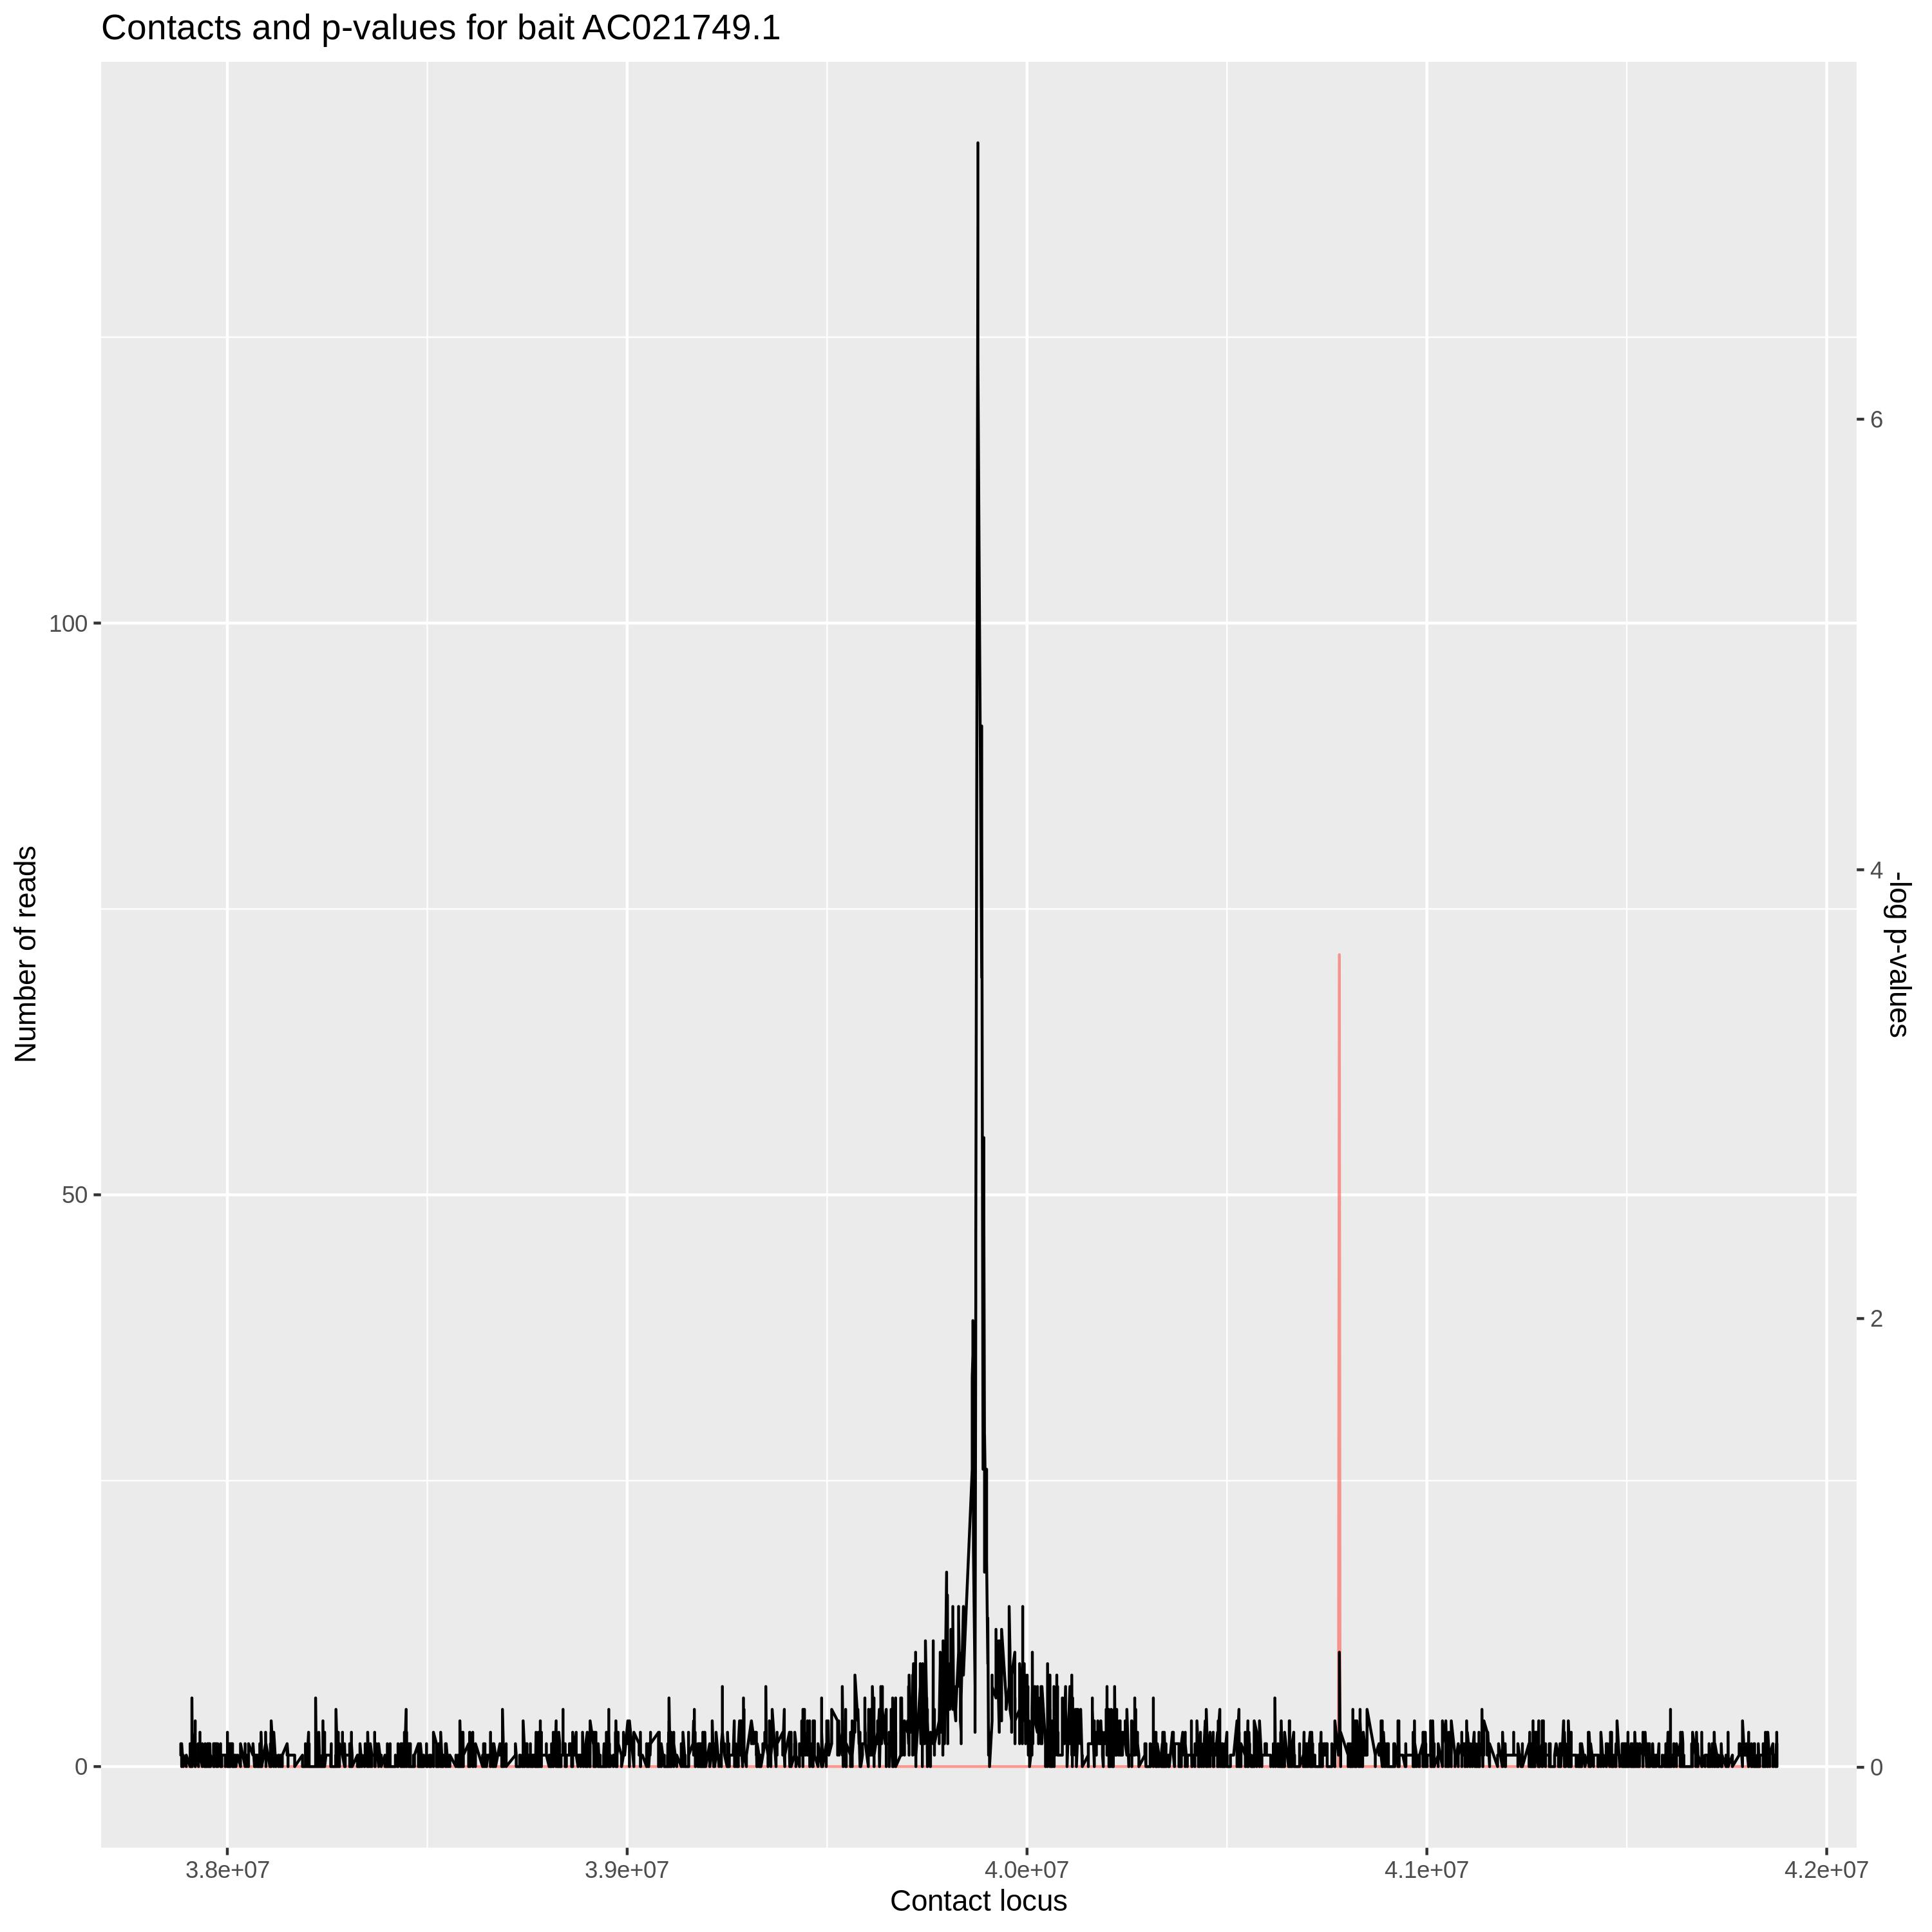 Contacts and p-values for bait AC021749.1
Number of reads
100
50
0
6
4
2
0
-log p-values
3.8e+07
3.9e+07
4.0e+07
4.1e+07
4.2e+07
Contact locus